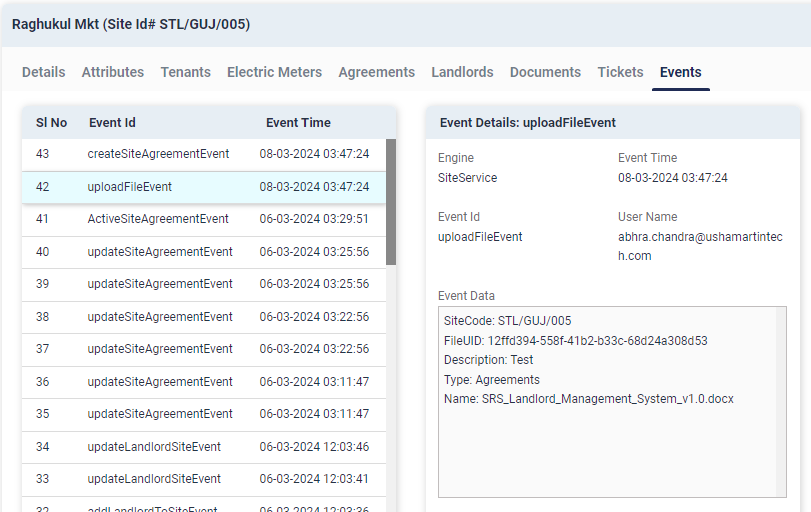 Raghukul Mkt (Site Id# STL/GUJ/005)
Details Attributes Tenants Electric Meters Agreements Landlords Documents Tickets Events
Sl No Event Id Event Time
43 createSiteAgreementEvent 08-03-2024 03:47:24
42 uploadFileEvent 08-03-2024 03:47:24
41 ActiveSiteAgreementEvent 06-03-2024 03:29:51
40 updateSiteAgreementEvent 06-03-2024 03:25:56
39 updateSiteAgreementEvent 06-03-2024 03:25:56
38 updateSiteAgreementEvent 06-03-2024 03:22:56
37 updateSiteAgreementEvent 06-03-2024 03:22:56
36 updateSiteAgreementEvent 06-03-2024 03:11:47
35 updateSiteAgreementEvent 06-03-2024 03:11:47
34 updateLandlordSiteEvent 06-03-2024 12:03:46
33 updateLandlordSiteEvent 06-03-2024 12:03:41
32 addLandlordToSiteEvent 06-03-2024 12:03:36
Event Details: uploadFileEvent
Engine Event Time
SiteService 08-03-2024 03:47:24
Event Id User Name
uploadFileEvent abhra.chandra@ushamartintec
h.com
Event Data
SiteCode: STL/GUJ/005
FileUID: 12ffd394-558f-41b2-b33c-68d24a308d53
Description: Test
Type: Agreements
Name: SRS_Landlord_Management_System_v1.0.docx